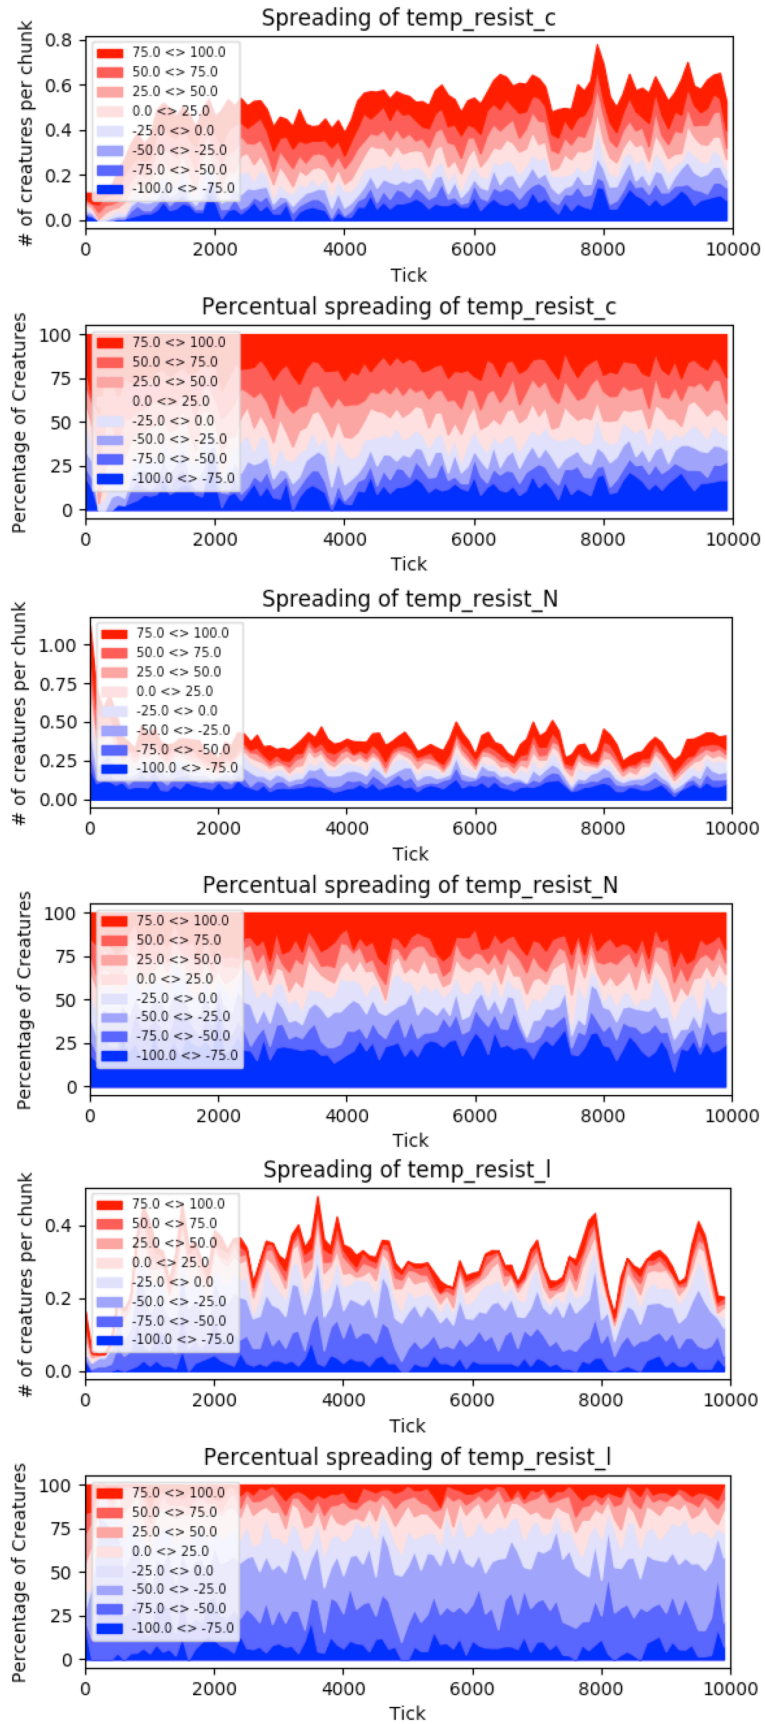 Spreading of temp_resist_c
# of creatures per chunk
0.8
0.6
0.4
0.2
0.0
75.0 <> 100.0
50.0 <> 75.0
25.0 <> 50.0
0.0 <> 25.0
-25.0 <> 0.0
-50.0 <> -25.0
-75.0 <> -50.0
-100.0 <> -75.0
0 2000 4000 6000 8000 10000
Tick
Percentual spreading of temp_resist_c
Percentage of Creatures
100
75
50
25
0
75.0 <> 100.0
50.0 <> 75.0
25.0 <> 50.0
0.0 <> 25.0
-25.0 <> 0.0
-50.0 <> -25.0
-75.0 <> -50.0
-100.0 <> -75.0
0 2000 4000 6000 8000 10000
Tick
Spreading of temp_resist_N
# of creatures per chunk
1.00
0.75
0.50
0.25
0.00
75.0 <> 100.0
50.0 <> 75.0
25.0 <> 50.0
0.0 <> 25.0
-25.0 <> 0.0
-50.0 <> -25.0
-75.0 <> -50.0
-100.0 <> -75.0
0 2000 4000 6000 8000 10000
Tick
Percentual spreading of temp_resist_N
Percentage of Creatures
100
75
50
25
0
75.0 <> 100.0
50.0 <> 75.0
25.0 <> 50.0
0.0 <> 25.0
-25.0 <> 0.0
-50.0 <> -25.0
-75.0 <> -50.0
-100.0 <> -75.0
0 2000 4000 6000 8000 10000
Tick
Spreading of temp_resist_l
# of creatures per chunk
0.4
0.2
0.0
75.0 <> 100.0
50.0 <> 75.0
25.0 <> 50.0
0.0 <> 25.0
-25.0 <> 0.0
-50.0 <> -25.0
-75.0 <> -50.0
-100.0 <> -75.0
0 2000 4000 6000 8000 10000
Tick
Percentual spreading of temp_resist_l
Percentage of Creatures
100
75
50
25
0
75.0 <> 100.0
50.0 <> 75.0
25.0 <> 50.0
0.0 <> 25.0
-25.0 <> 0.0
-50.0 <> -25.0
-75.0 <> -50.0
-100.0 <> -75.0
0 2000 4000 6000 8000 10000
Tick